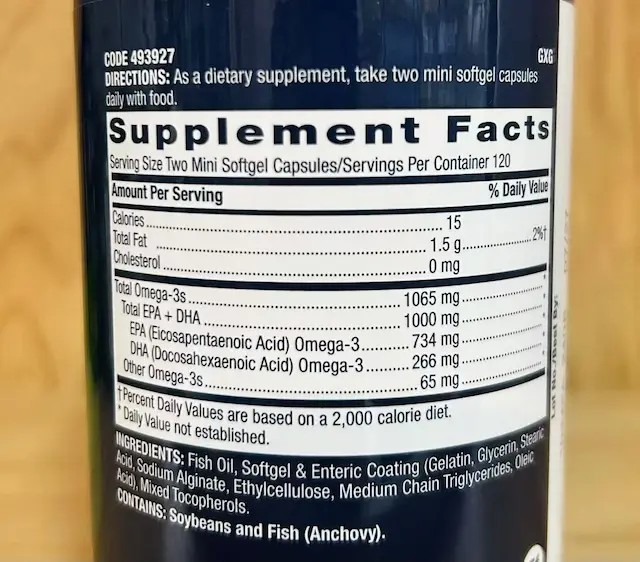 CODE 493927 GXG
DIRECTIONS: As a dietary supplement, take two mini softgel capsules
daily with food.
Supplement Facts
Serving Size Two Mini Softgel Capsules/Servings Per Container 120
Amount Per Serving % Daily Value
Calories 15
Total Fat 1.5 g 2%†
Cholesterol 0 mg
Total Omega-3s 1065 mg *
Total EPA + DHA 1000 mg *
EPA (Eicosapentaenoic Acid) Omega-3 734 mg *
DHA (Docosahexaenoic Acid) Omega-3 266 mg *
Other Omega-3s 65 mg *
†Percent Daily Values are based on a 2,000 calorie diet.
*Daily Value not established.
INGREDIENTS: Fish Oil, Softgel & Enteric Coating (Gelatin, Glycerin, Stearic
Acid, Sodium Alginate, Ethylcellulose, Medium Chain Triglycerides, Oleic
Acid), Mixed Tocopherols.
CONTAINS: Soybeans and Fish (Anchovy).
Lot No./Best By: